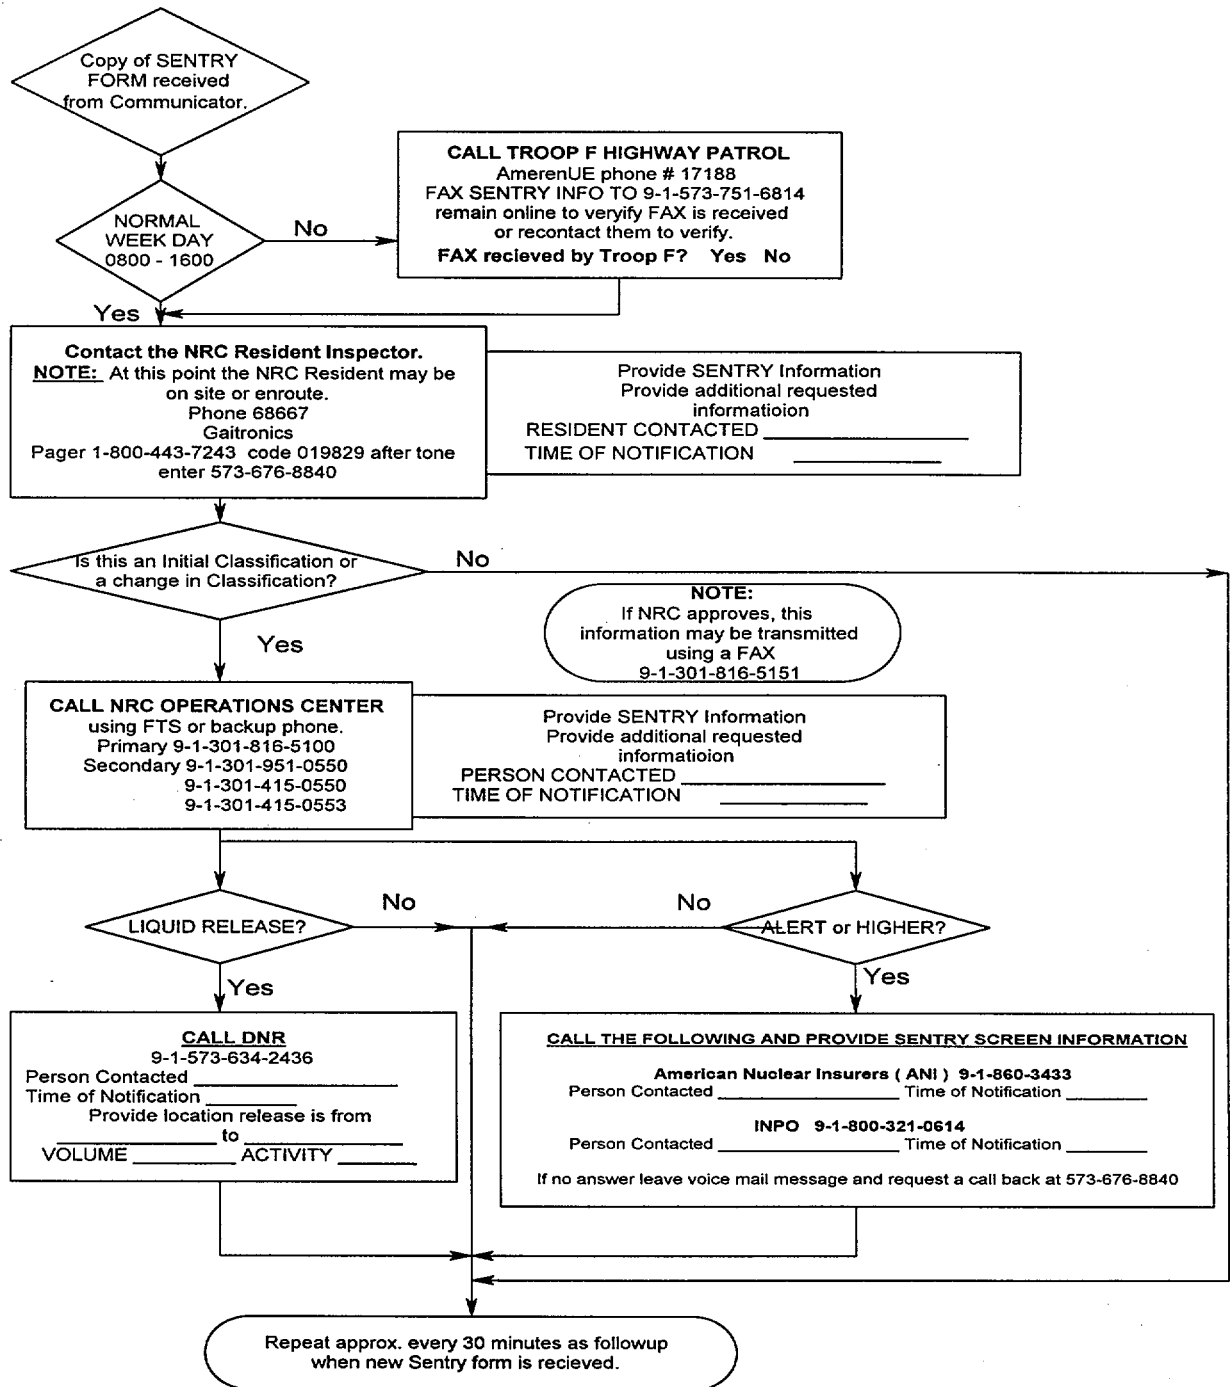 Copy of SENTRY
FORM received
from Communicator.
CALL TROOP F HIGHWAY PATROL
AmerenUE phone # 17188
FAX SENTRY INFO TO 9-1-573-751-6814
remain online to veryify FAX is received
or recontact them to verify.
FAX recieved by Troop F? Yes No
NORMAL
WEEK DAY
0800 - 1600
No
Yes
Contact the NRC Resident Inspector.
NOTE: At this point the NRC Resident may be
on site or enroute.
Phone 68667
Gaitronics
Pager 1-800-443-7243 code 019829 after tone
enter 573-676-8840
Provide SENTRY Information
Provide additional requested
informatioion
RESIDENT CONTACTED
TIME OF NOTIFICATION
Is this an Initial Classification or
a change in Classification?
No
Yes
NOTE:
If NRC approves, this
information may be transmitted
using a FAX
9-1-301-816-5151
CALL NRC OPERATIONS CENTER
using FTS or backup phone.
Primary 9-1-301-816-5100
Secondary 9-1-301-951-0550
9-1-301-415-0550
9-1-301-415-0553
Provide SENTRY Information
Provide additional requested
informatioion
PERSON CONTACTED
TIME OF NOTIFICATION
LIQUID RELEASE?
No
Yes
No
ALERT or HIGHER?
Yes
CALL DNR
9-1-573-634-2436
Person Contacted
Time of Notification
Provide location release is from
to
VOLUME ACTIVITY
CALL THE FOLLOWING AND PROVIDE SENTRY SCREEN INFORMATION
American Nuclear Insurers ( ANI ) 9-1-860-3433
Person Contacted Time of Notification
INPO 9-1-800-321-0614
Person Contacted Time of Notification
If no answer leave voice mail message and request a call back at 573-676-8840
Repeat approx. every 30 minutes as followup
when new Sentry form is recieved.